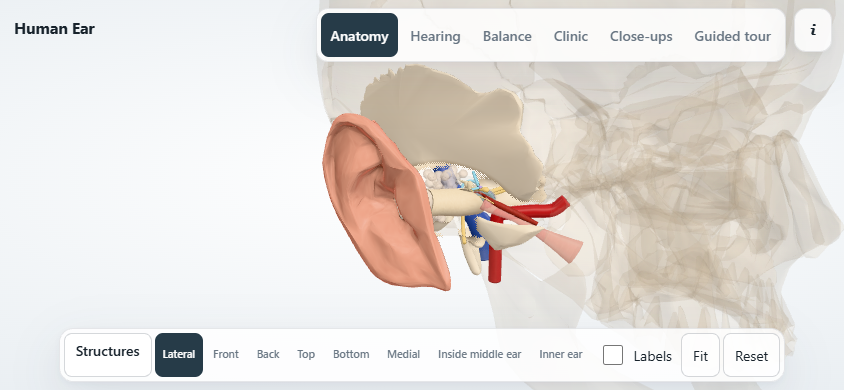 Human Ear
Anatomy Hearing Balance Clinic Close-ups Guided tour i
Structures Lateral Front Back Top Bottom Medial Inside middle ear Inner ear Labels Fit Reset